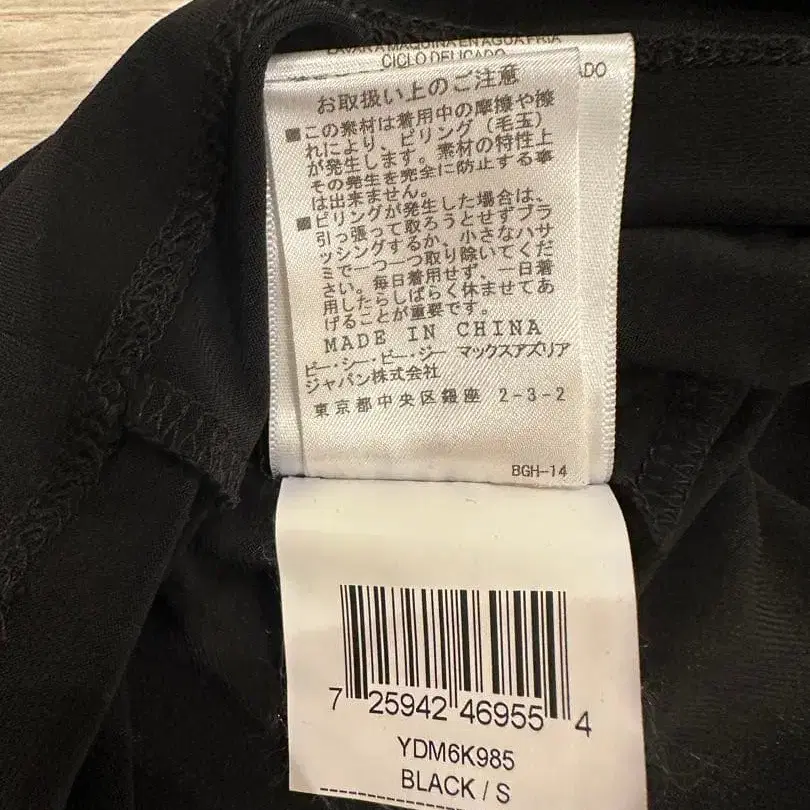 LAVAR A MAQUINA EN AGUA FRIA
CICLO DELICADO
ADO
お取扱い上のご注意
■この素材は着用中の摩擦や擦
れにより、ピリング（毛玉）
が発生します。素材の特性上
その発生を完全に防止する事
は出来ません。
■ピリングが発生した場合は、
引っ張って取ろうとせずブラ
ッシングするか、小さなハサ
ミで一つ一つ取り除いてくだ
さい。毎日着用せず、一日着
用したらしばらく休ませてあ
げることが重要です。
MADE IN CHINA
ビー・シー・ビー・ジー マックスアズリア
ジャパン株式会社
東京都中央区銀座 2-3-2
BGH-14
7 25942 46955 4
YDM6K985
BLACK / S